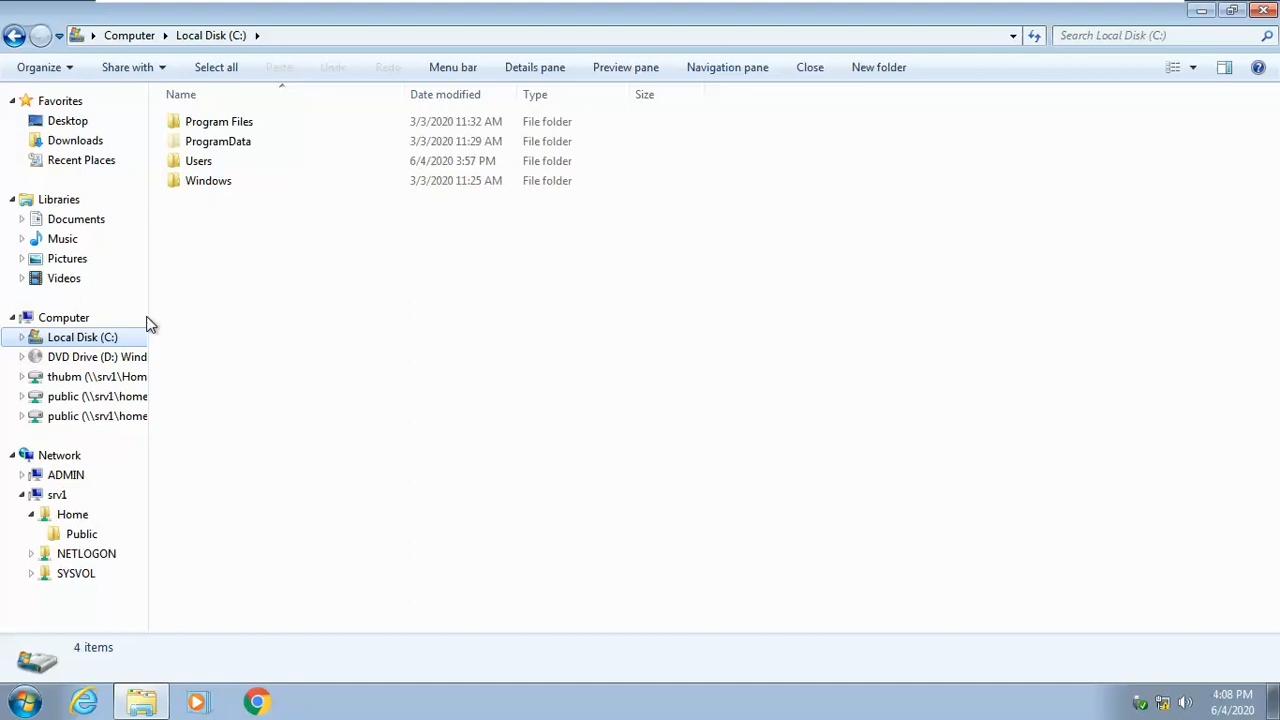 Computer Local Disk (C:) Search Local Disk (C:)
Organize Share with Select all Paste Undo Redo Menu bar Details pane Preview pane Navigation pane Close New folder
Name Date modified Type Size
Favorites
Desktop
Downloads
Recent Places
Libraries
Documents
Music
Pictures
Videos
Computer
Local Disk (C:)
DVD Drive (D:) Wind
thubm (\\srv1\Hom
public (\\srv1\home
public (\\srv1\home
Network
ADMIN
srv1
Home
Public
NETLOGON
SYSVOL
Program Files 3/3/2020 11:32 AM File folder
ProgramData 3/3/2020 11:29 AM File folder
Users 6/4/2020 3:57 PM File folder
Windows 3/3/2020 11:25 AM File folder
4 items
4:08 PM
6/4/2020